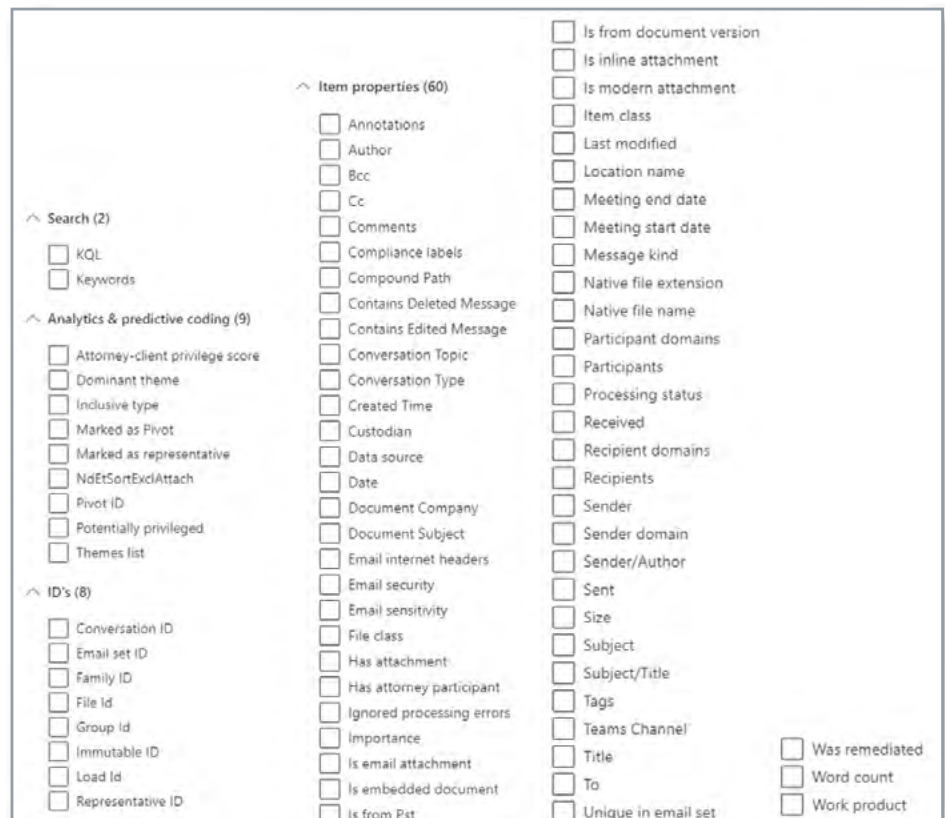 Search (2)
KQL
Keywords
Analytics & predictive coding (9)
Attorney-client privilege score
Dominant theme
Inclusive type
Marked as Pivot
Marked as representative
NdEtSortExclAttach
Pivot ID
Potentially privileged
Themes list
ID's (8)
Conversation ID
Email set ID
Family ID
File Id
Group Id
Immutable ID
Load Id
Representative ID
Item properties (60)
Annotations
Author
Bcc
Cc
Comments
Compliance labels
Compound Path
Contains Deleted Message
Contains Edited Message
Conversation Topic
Conversation Type
Created Time
Custodian
Data source
Date
Document Company
Document Subject
Email internet headers
Email security
Email sensitivity
File class
Has attachment
Has attorney participant
Ignored processing errors
Importance
Is email attachment
Is embedded document
Is from Pst
Is from document version
Is inline attachment
Is modern attachment
Item class
Last modified
Location name
Meeting end date
Meeting start date
Message kind
Native file extension
Native file name
Participant domains
Participants
Processing status
Received
Recipient domains
Recipients
Sender
Sender domain
Sender/Author
Sent
Size
Subject
Subject/Title
Tags
Teams Channel
Title
To
Unique in email set
Was remediated
Word count
Work product